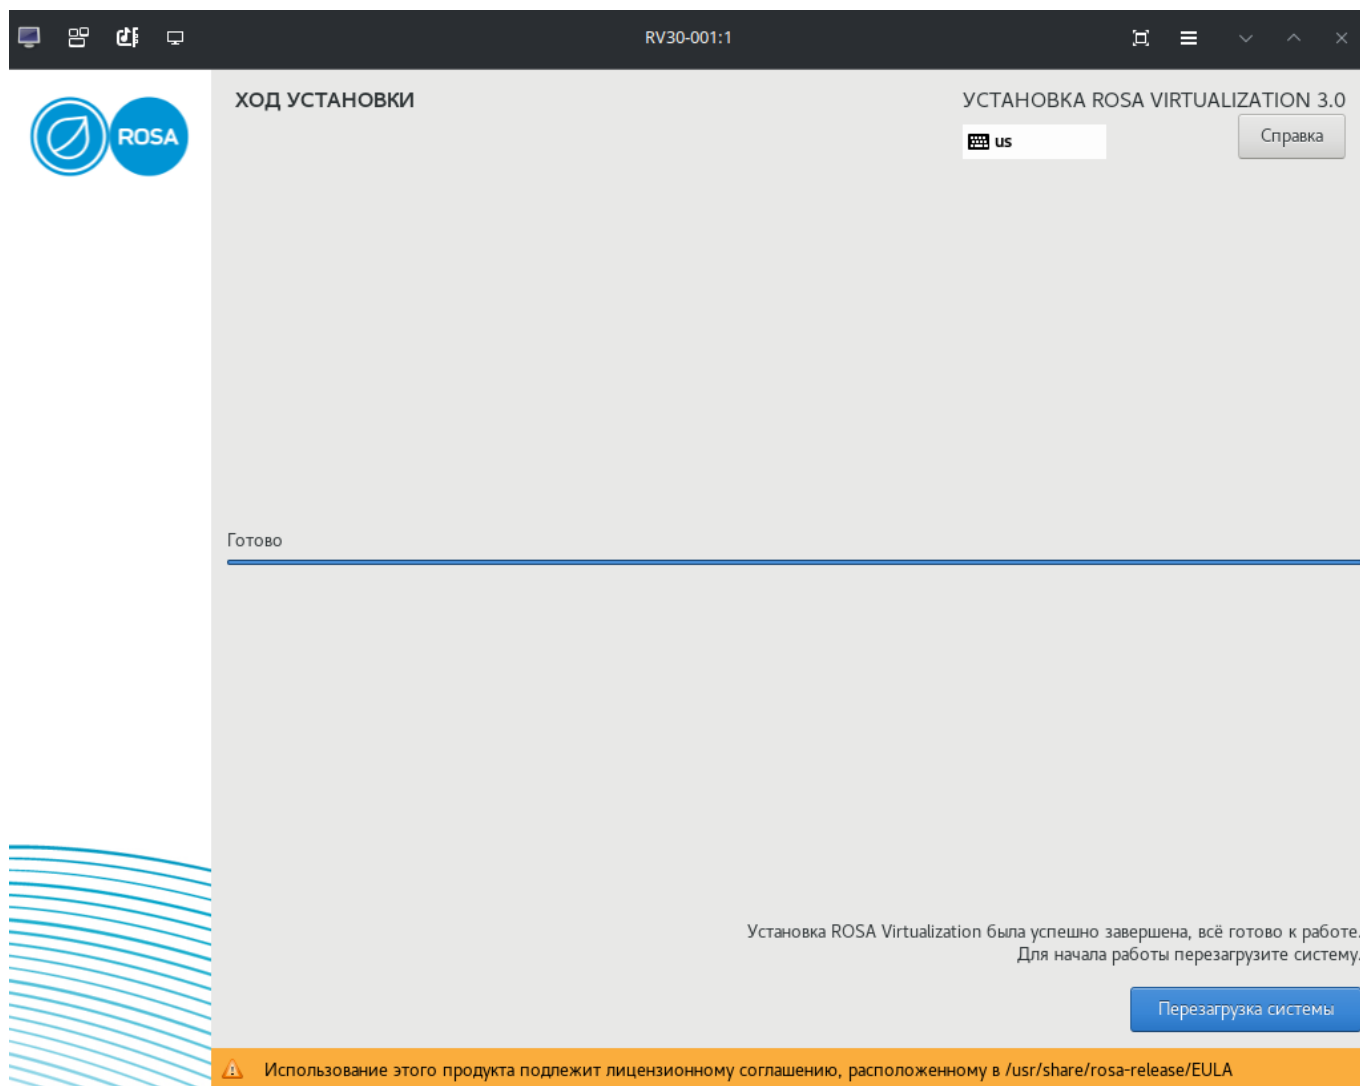 RV30-001:1
ROSA
ХОД УСТАНОВКИ
УСТАНОВКА ROSA VIRTUALIZATION 3.0
us
Справка
Готово
Установка ROSA Virtualization была успешно завершена, всё готово к работе.
Для начала работы перезагрузите систему.
Перезагрузка системы
Использование этого продукта подлежит лицензионному соглашению, расположенному в /usr/share/rosa-release/EULA